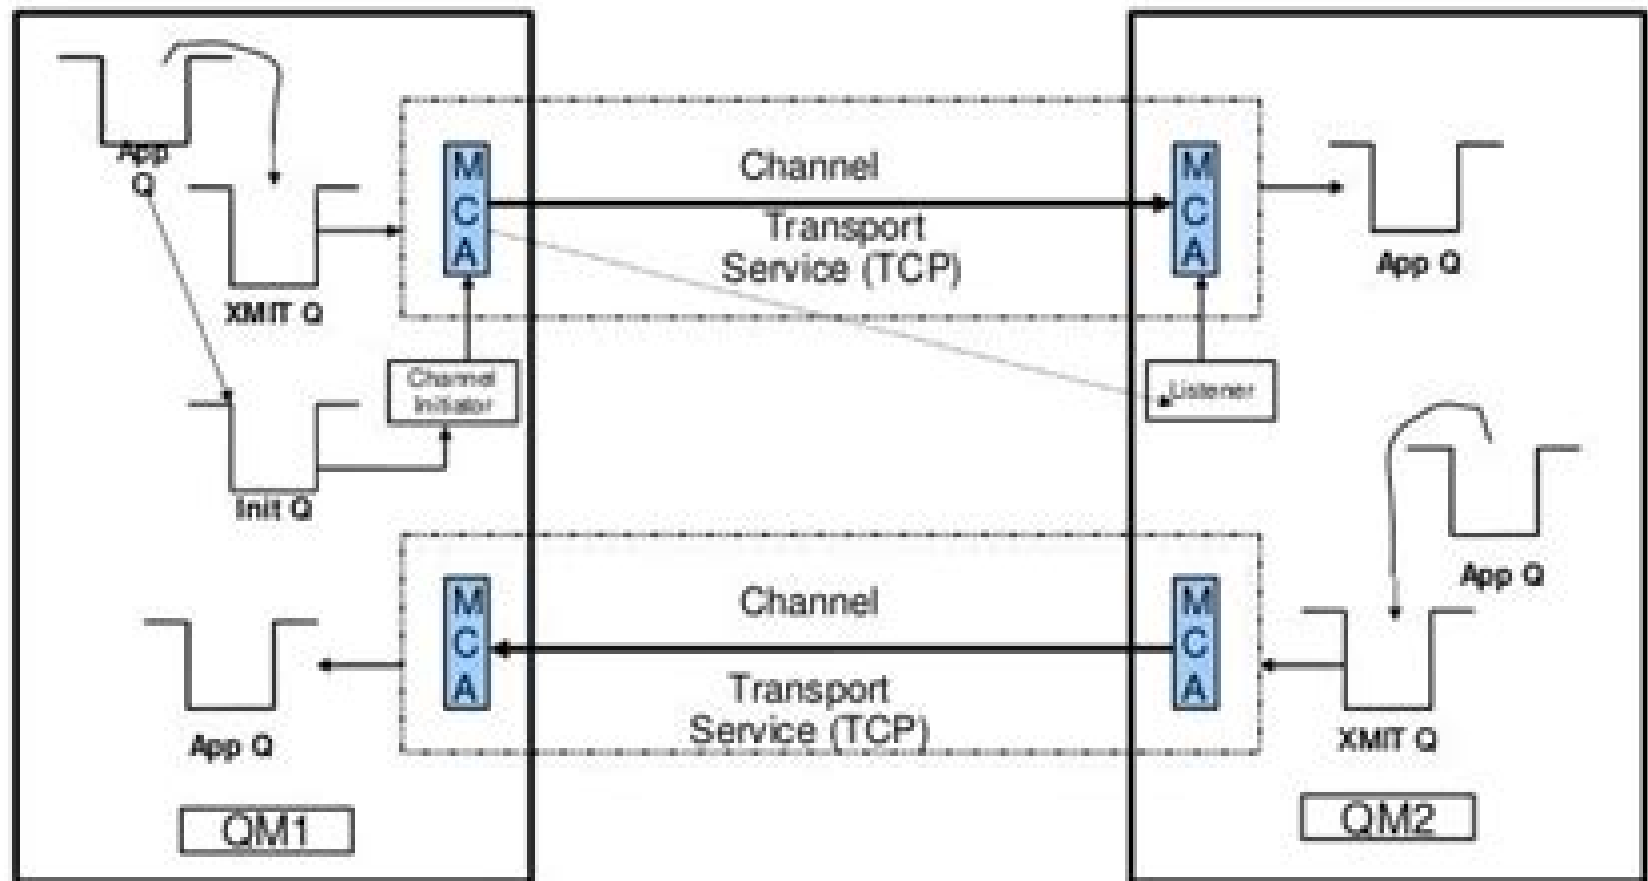 App
Q
XMIT Q
Init Q
Channel
Initiator
M
C
A
Channel
Transport
Service (TCP)
M
C
A
Listener
App Q
App Q
M
C
A
Channel
Transport
Service (TCP)
M
C
A
App Q
XMIT Q
QM1
QM2